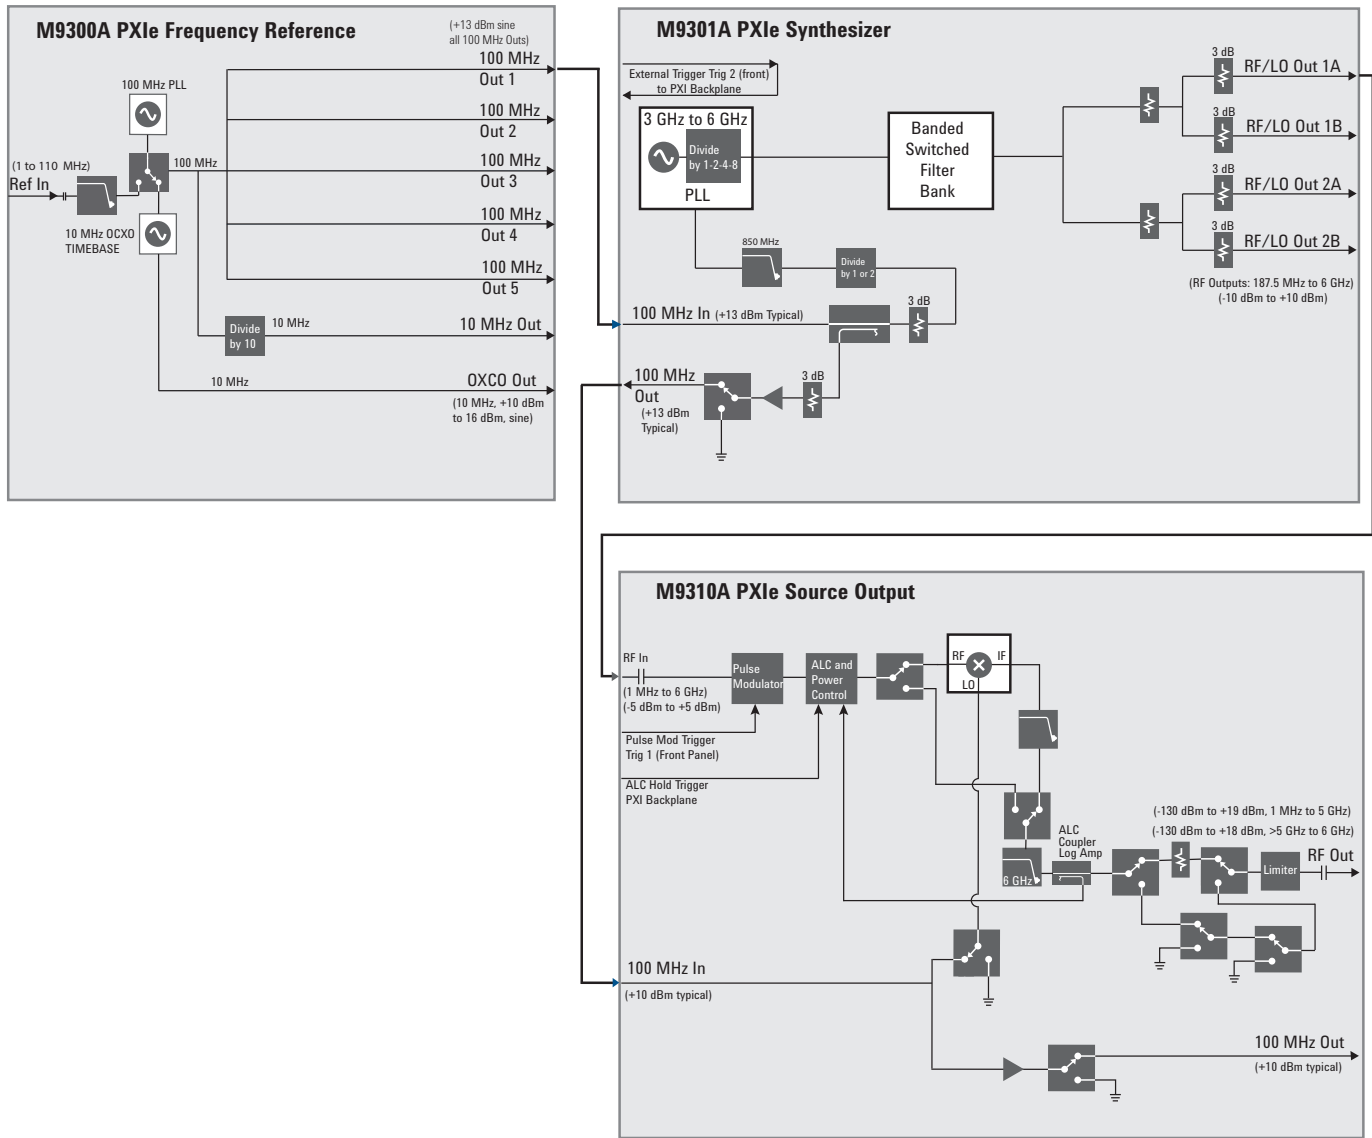 M9300A PXIe Frequency Reference
(+13 dBm sine
all 100 MHz Outs)
100 MHz
Out 1
100 MHz PLL
100 MHz
Out 2
(1 to 110 MHz)
Ref In
100 MHz
100 MHz
Out 3
10 MHz OCXO
TIMEBASE
100 MHz
Out 4
100 MHz
Out 5
Divide
by 10
10 MHz
10 MHz Out
10 MHz
OXCO Out
(10 MHz, +10 dBm
to 16 dBm, sine)
M9301A PXIe Synthesizer
External Trigger Trig 2 (front)
to PXI Backplane
3 GHz to 6 GHz
Divide
by 1-2-4-8
PLL
Banded
Switched
Filter
Bank
3 dB
RF/LO Out 1A
3 dB
RF/LO Out 1B
3 dB
RF/LO Out 2A
3 dB
RF/LO Out 2B
(RF Outputs: 187.5 MHz to 6 GHz)
(-10 dBm to +10 dBm)
850 MHz
Divide
by 1 or 2
3 dB
100 MHz In (+13 dBm Typical)
100 MHz
Out
(+13 dBm
Typical)
3 dB
M9310A PXIe Source Output
RF In
(1 MHz to 6 GHz)
(-5 dBm to +5 dBm)
Pulse
Modulator
ALC and
Power
Control
RF
IF
LO
Pulse Mod Trigger
Trig 1 (Front Panel)
ALC Hold Trigger
PXI Backplane
(-130 dBm to +19 dBm, 1 MHz to 5 GHz)
(-130 dBm to +18 dBm, >5 GHz to 6 GHz)
ALC
Coupler
Log Amp
6 GHz
Limiter
RF Out
100 MHz In
(+10 dBm typical)
100 MHz Out
(+10 dBm typical)